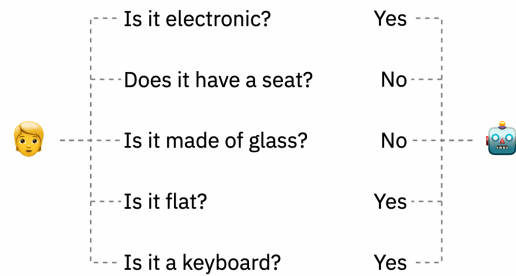 Is it electronic? Yes
Does it have a seat? No
Is it made of glass? No
Is it flat? Yes
Is it a keyboard? Yes